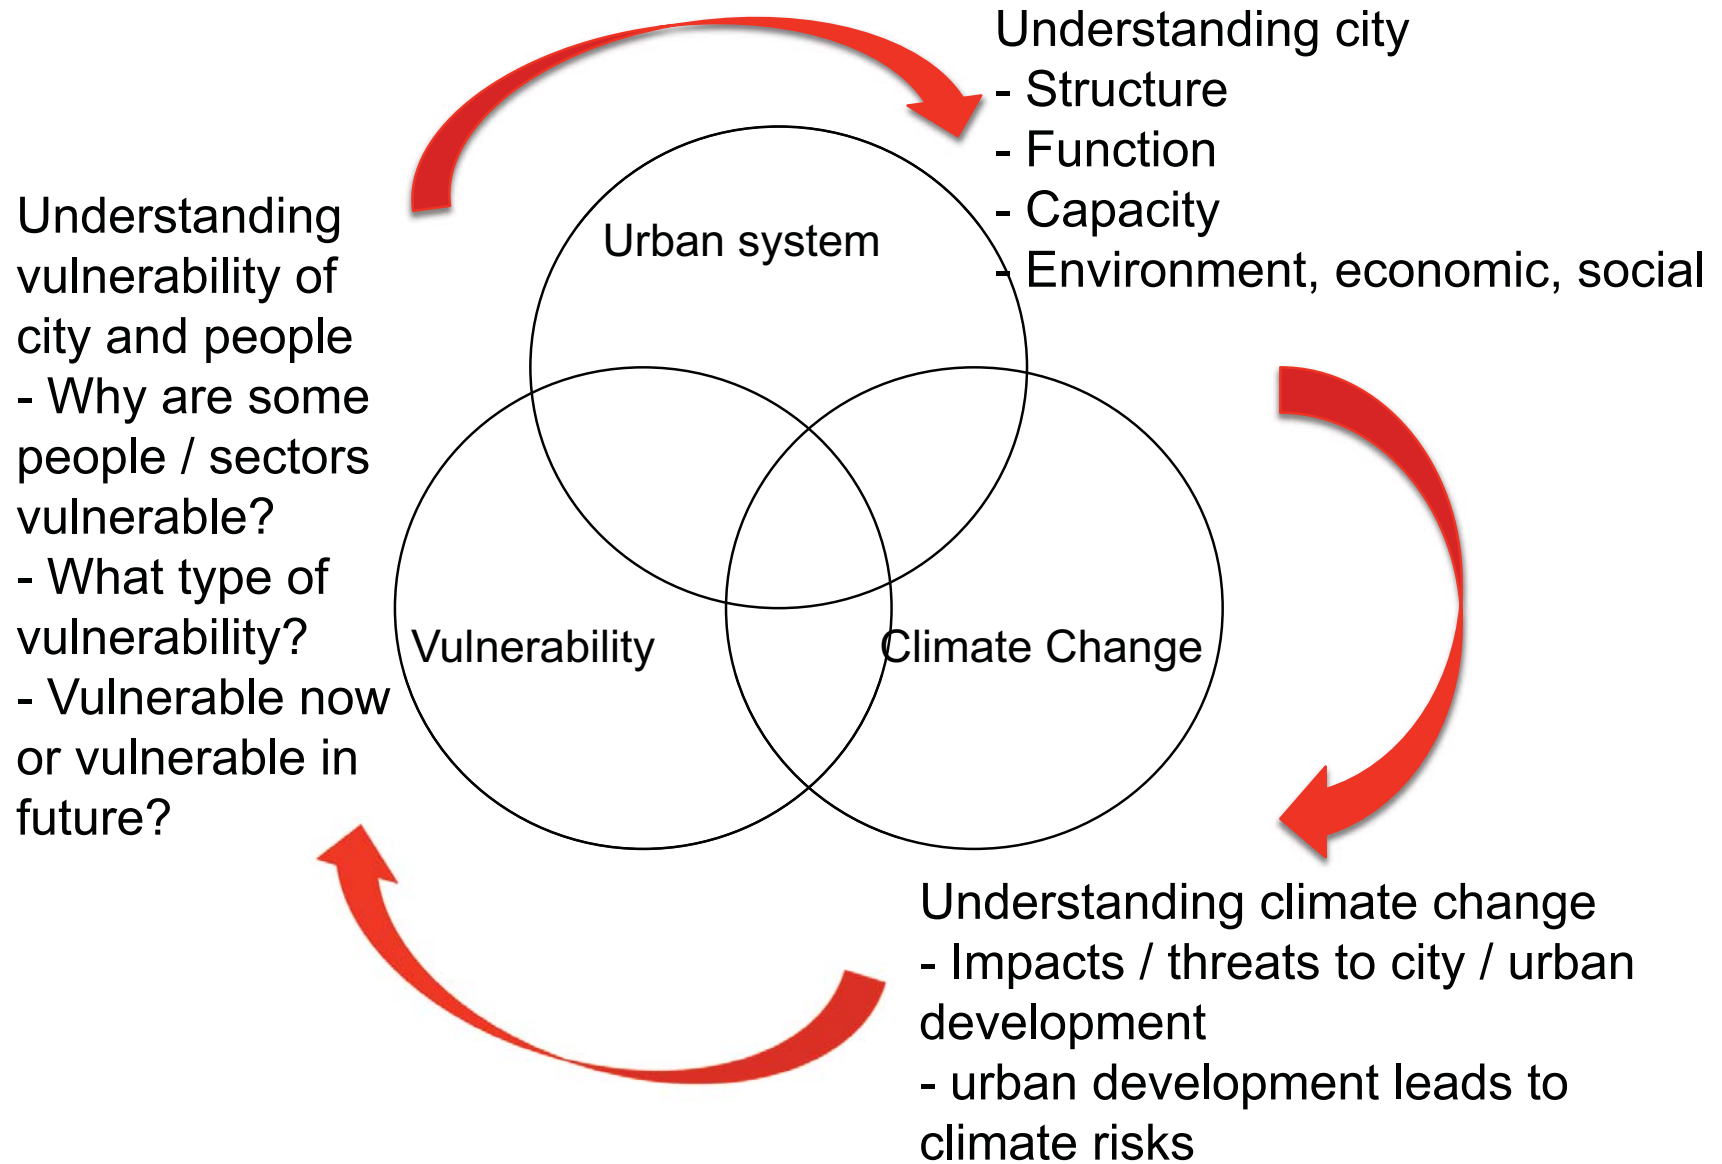 Understanding city
- Structure
- Function
- Capacity
- Environment, economic, social
Understanding
vulnerability of
city and people
- Why are some
people / sectors
vulnerable?
- What type of
vulnerability?
- Vulnerable now
or vulnerable in
future?
Urban system
Vulnerability
Climate Change
Understanding climate change
- Impacts / threats to city / urban
development
- urban development leads to
climate risks